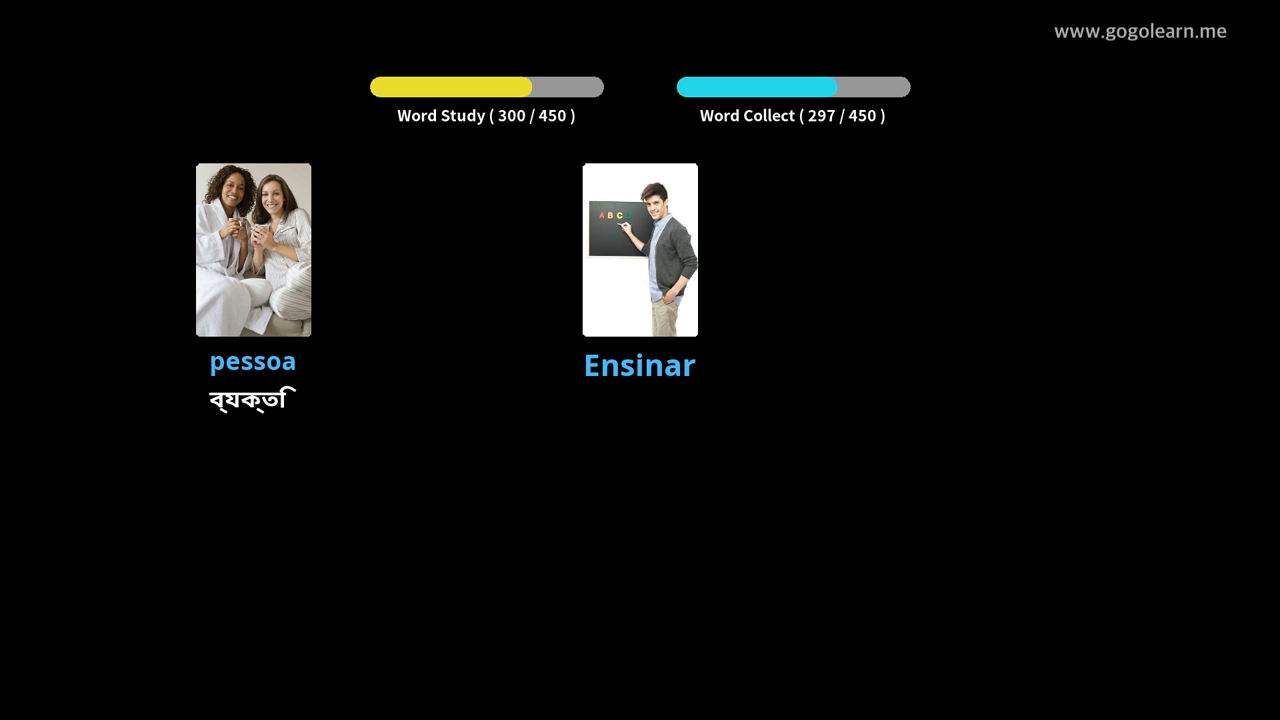 www.gogolearn.me
Word Study ( 300 / 450 )
Word Collect ( 297 / 450 )
A B C D
pessoa
ব্যক্তি
Ensinar